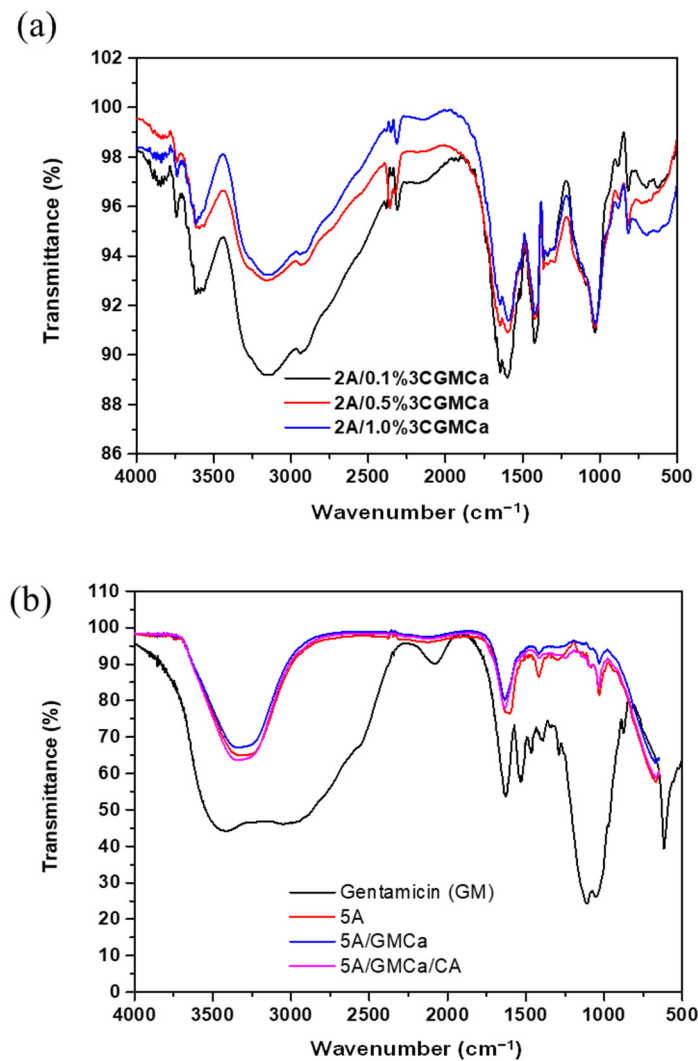 (a)
102
100
98
96
94
92
90
88
86
Transmittance (%)
2A/0.1%3CGMCa
2A/0.5%3CGMCa
2A/1.0%3CGMCa
4000 3500 3000 2500 2000 1500 1000 500
Wavenumber (cm⁻¹)
(b)
110
100
90
80
70
60
50
40
30
20
10
0
Transmittance (%)
Gentamicin (GM)
5A
5A/GMCa
5A/GMCa/CA
4000 3500 3000 2500 2000 1500 1000 500
Wavenumber (cm⁻¹)